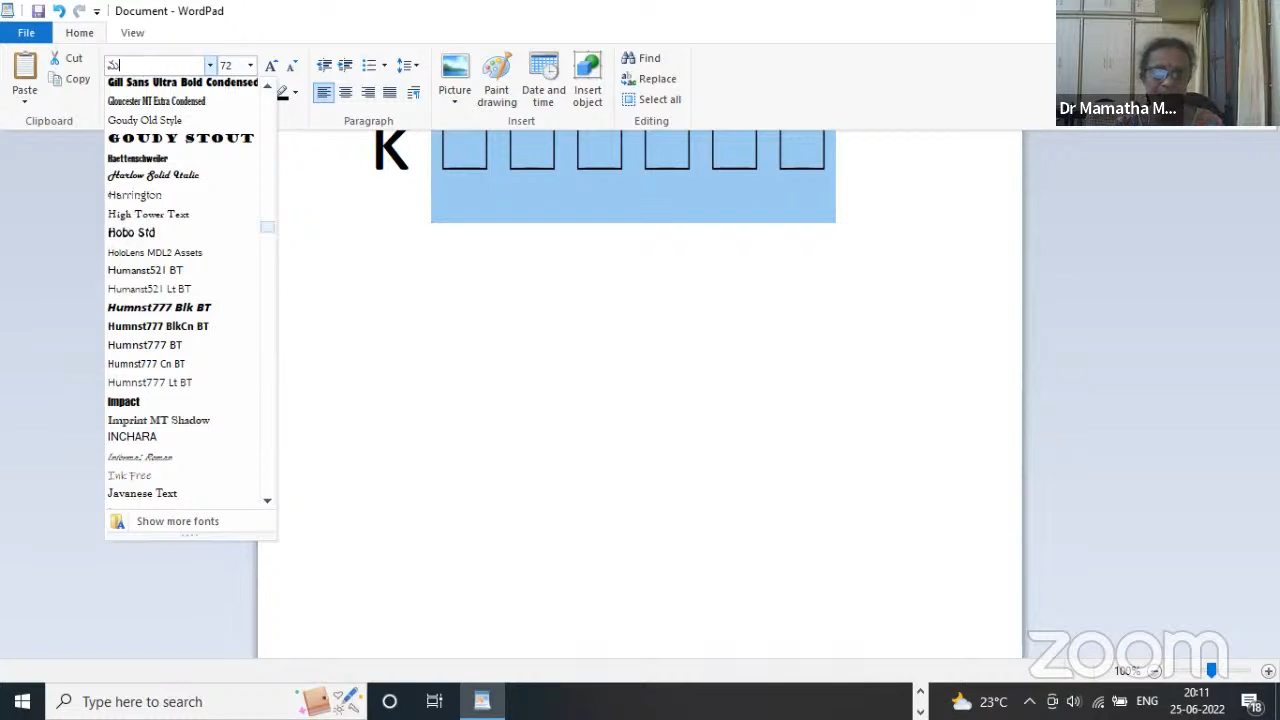 Document - WordPad
File Home View
Paste
Cut
Copy
Clipboard
72
Paragraph
Picture
Paint drawing
Date and time
Insert object
Insert
Find
Replace
Select all
Editing
Gill Sans Ultra Bold Condensed
Gloucester MT Extra Condensed
Goudy Old Style
GOUDY STOUT
Haettenschweiler
Harlow Solid Italic
Harrington
High Tower Text
Hobo Std
HoloLens MDL2 Assets
Humanst521 BT
Humanst521 Lt BT
Humnst777 Blk BT
Humnst777 BlkCn BT
Humnst777 BT
Humnst777 Cn BT
Humnst777 Lt BT
Impact
Imprint MT Shadow
INCHARA
Informal Roman
Ink Free
Javanese Text
Show more fonts
K
Dr Mamatha M...
zoom
100%
Type here to search
23°C
ENG
20:11
25-06-2022
18